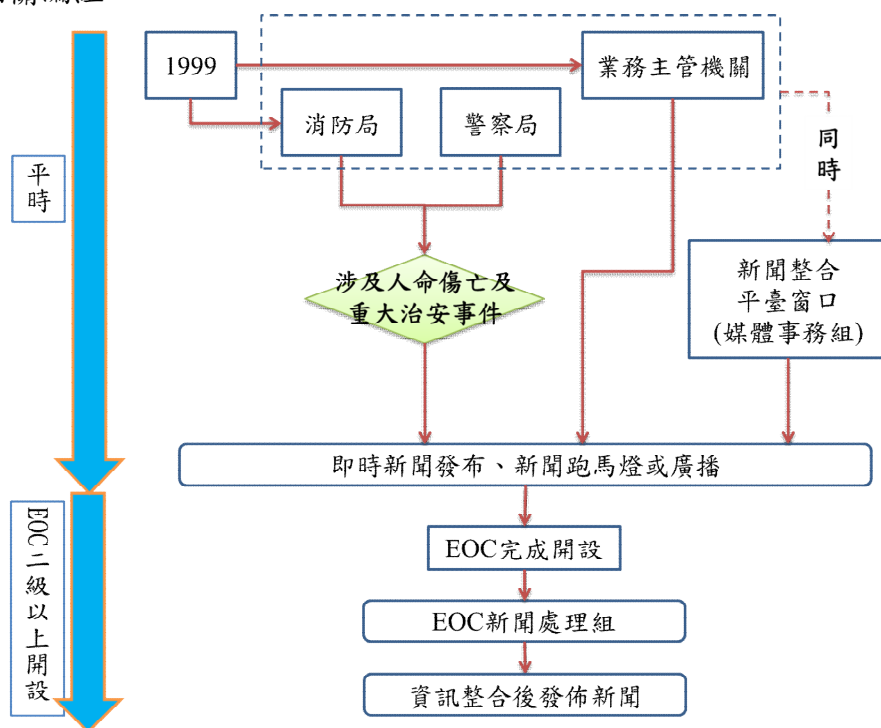 1999
業務主管機關
消防局
警察局
同時
平時
涉及人命傷亡及
重大治安事件
新聞整合
平臺窗口
(媒體事務組)
即時新聞發布、新聞跑馬燈或廣播
EOC二級以上開設
EOC完成開設
EOC新聞處理組
資訊整合後發佈新聞